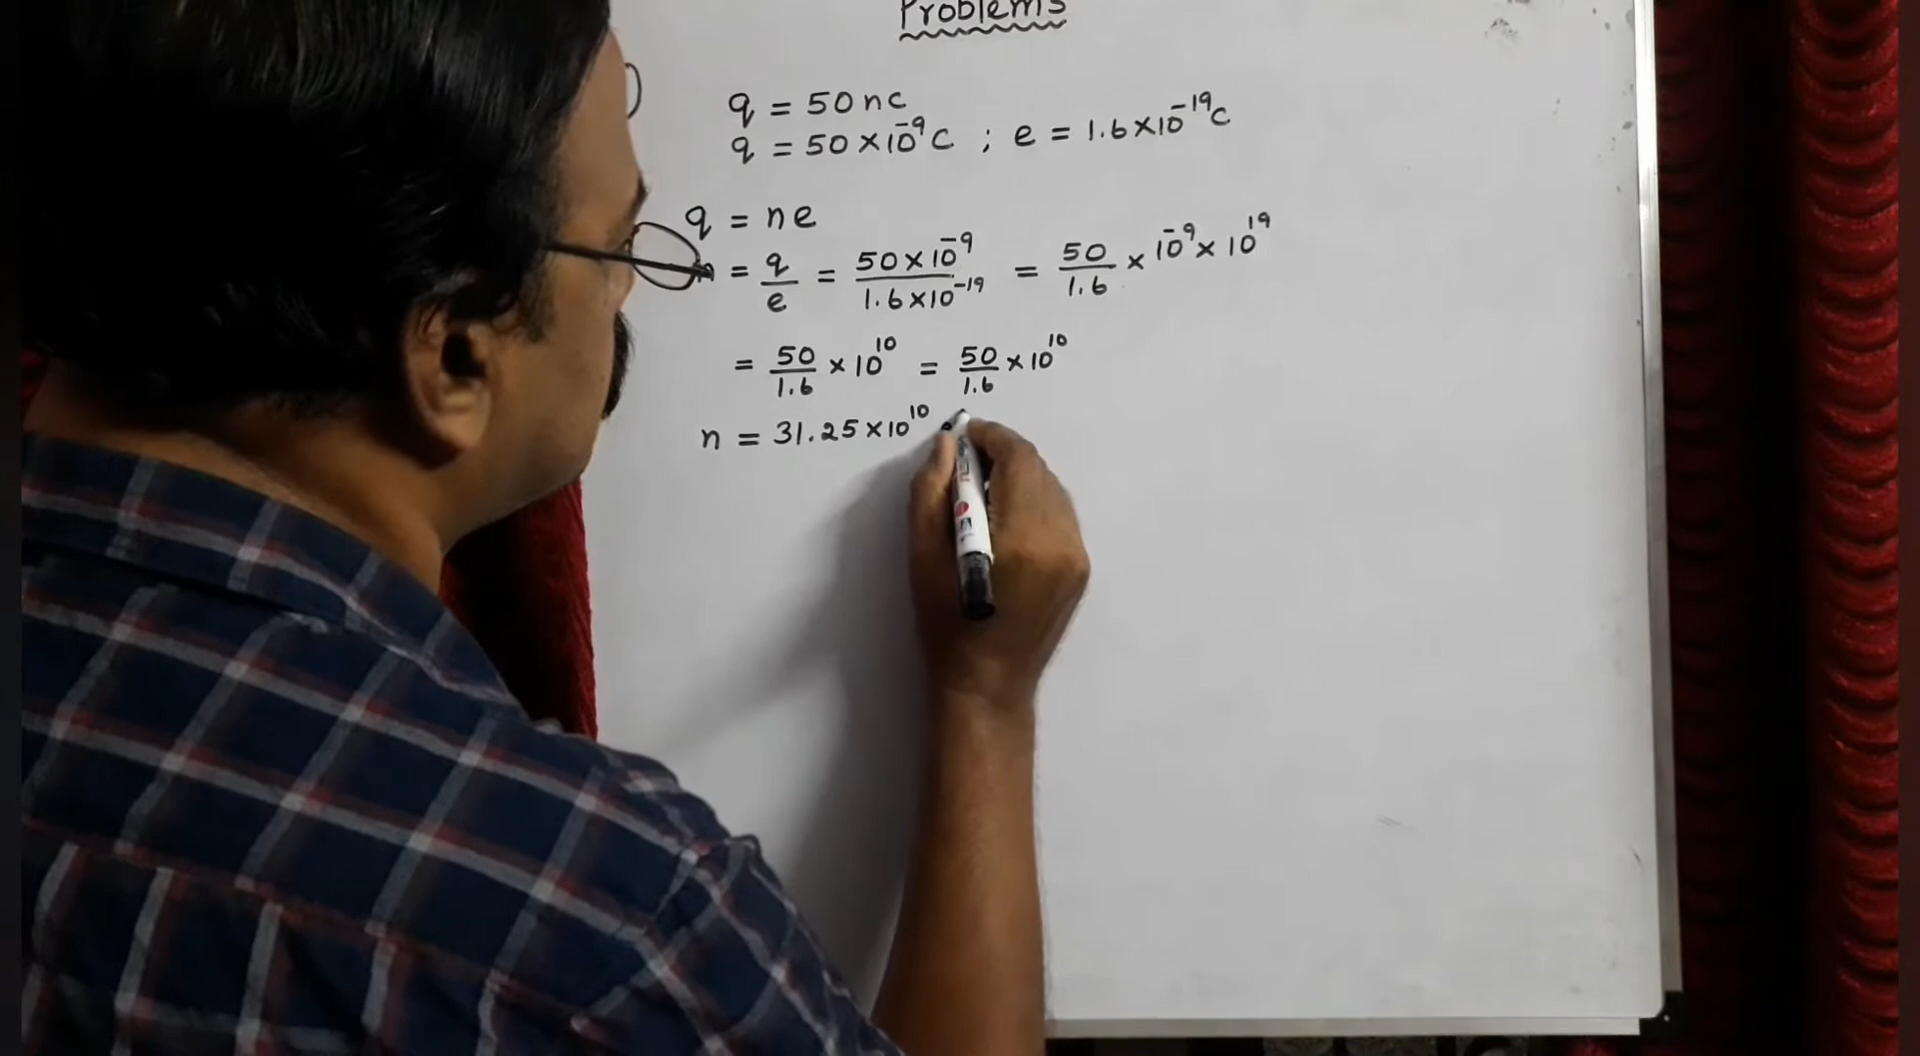 Problems
q = 50 nc
q = 50 × 10⁻⁹ C ; e = 1.6 × 10⁻¹⁹ C
q = ne
n = q/e = 50 × 10⁻⁹ / 1.6 × 10⁻¹⁹ = 50/1.6 × 10⁻⁹ × 10¹⁹
= 50/1.6 × 10¹⁰ = 50/1.6 × 10¹⁰
n = 31.25 × 10¹⁰